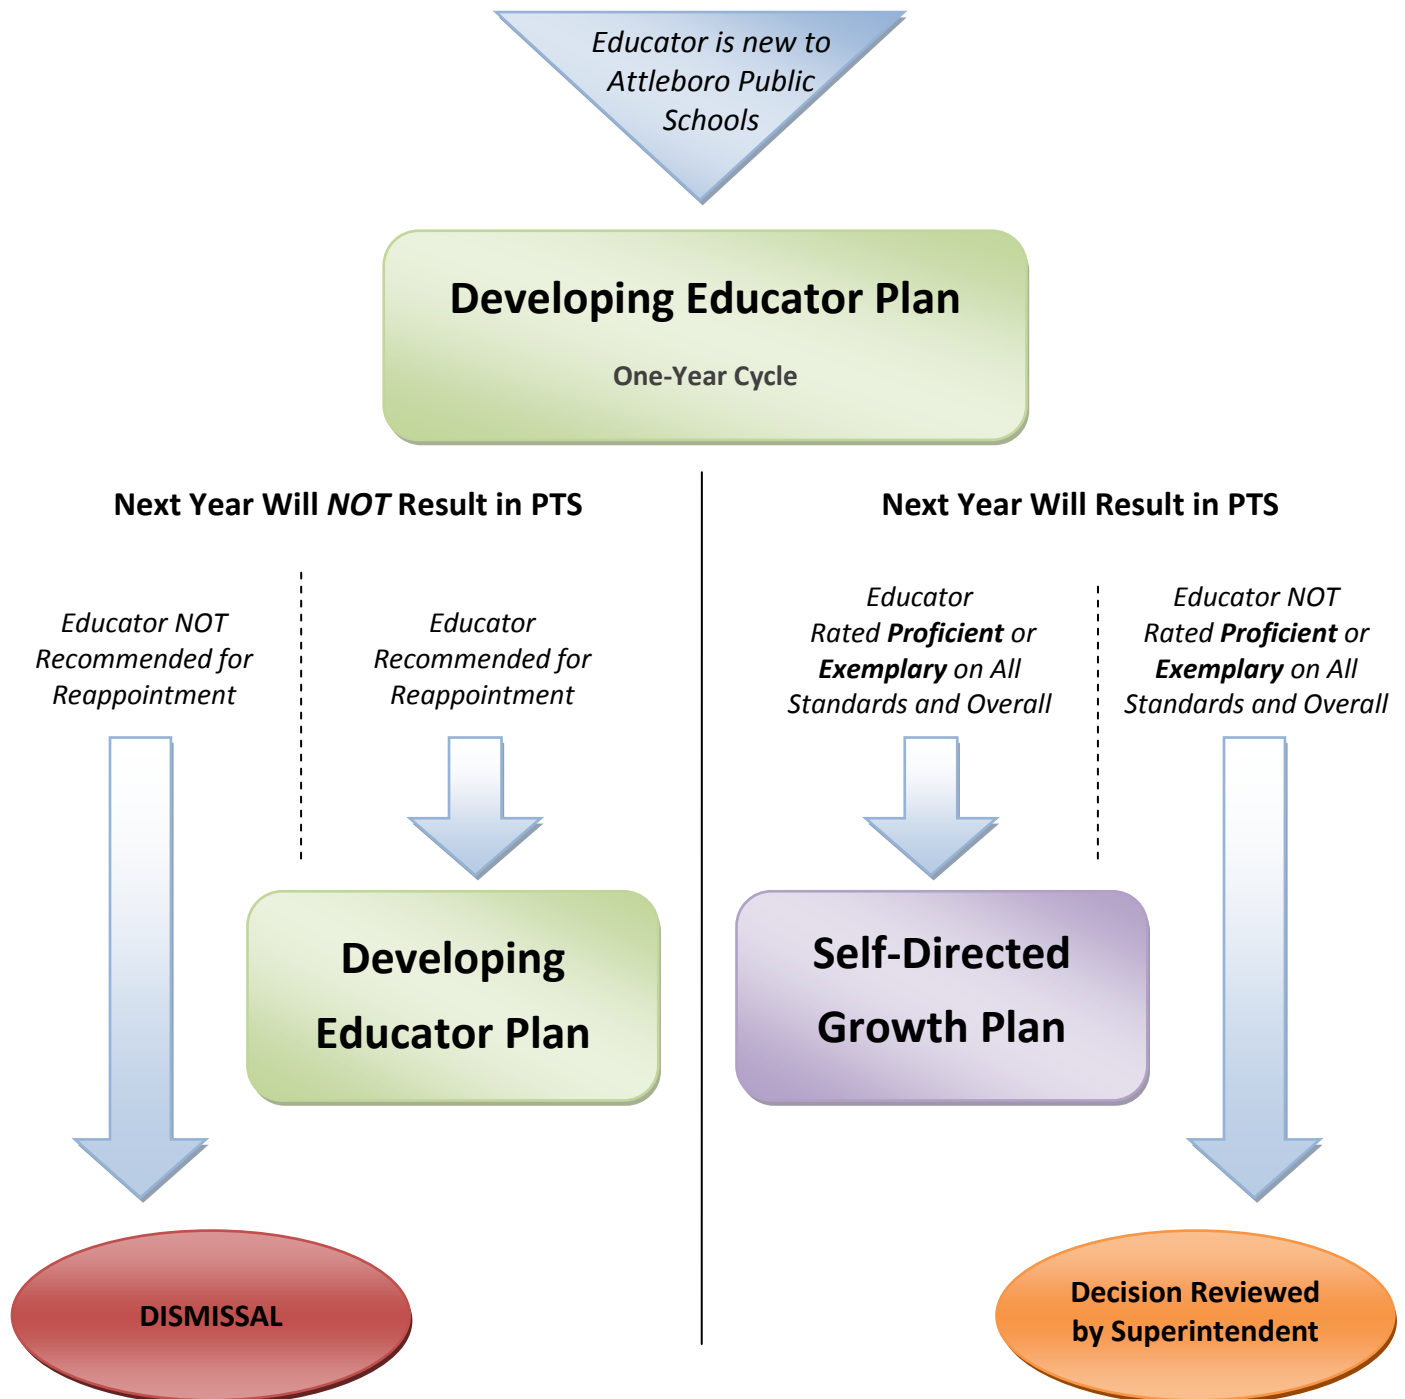 Educator is new to
Attleboro Public
Schools
Developing Educator Plan
One-Year Cycle
Next Year Will NOT Result in PTS
Next Year Will Result in PTS
Educator NOT
Recommended for
Reappointment
Educator
Recommended for
Reappointment
Educator
Rated Proficient or
Exemplary on All
Standards and Overall
Educator NOT
Rated Proficient or
Exemplary on All
Standards and Overall
Developing
Educator Plan
Self-Directed
Growth Plan
DISMISSAL
Decision Reviewed
by Superintendent